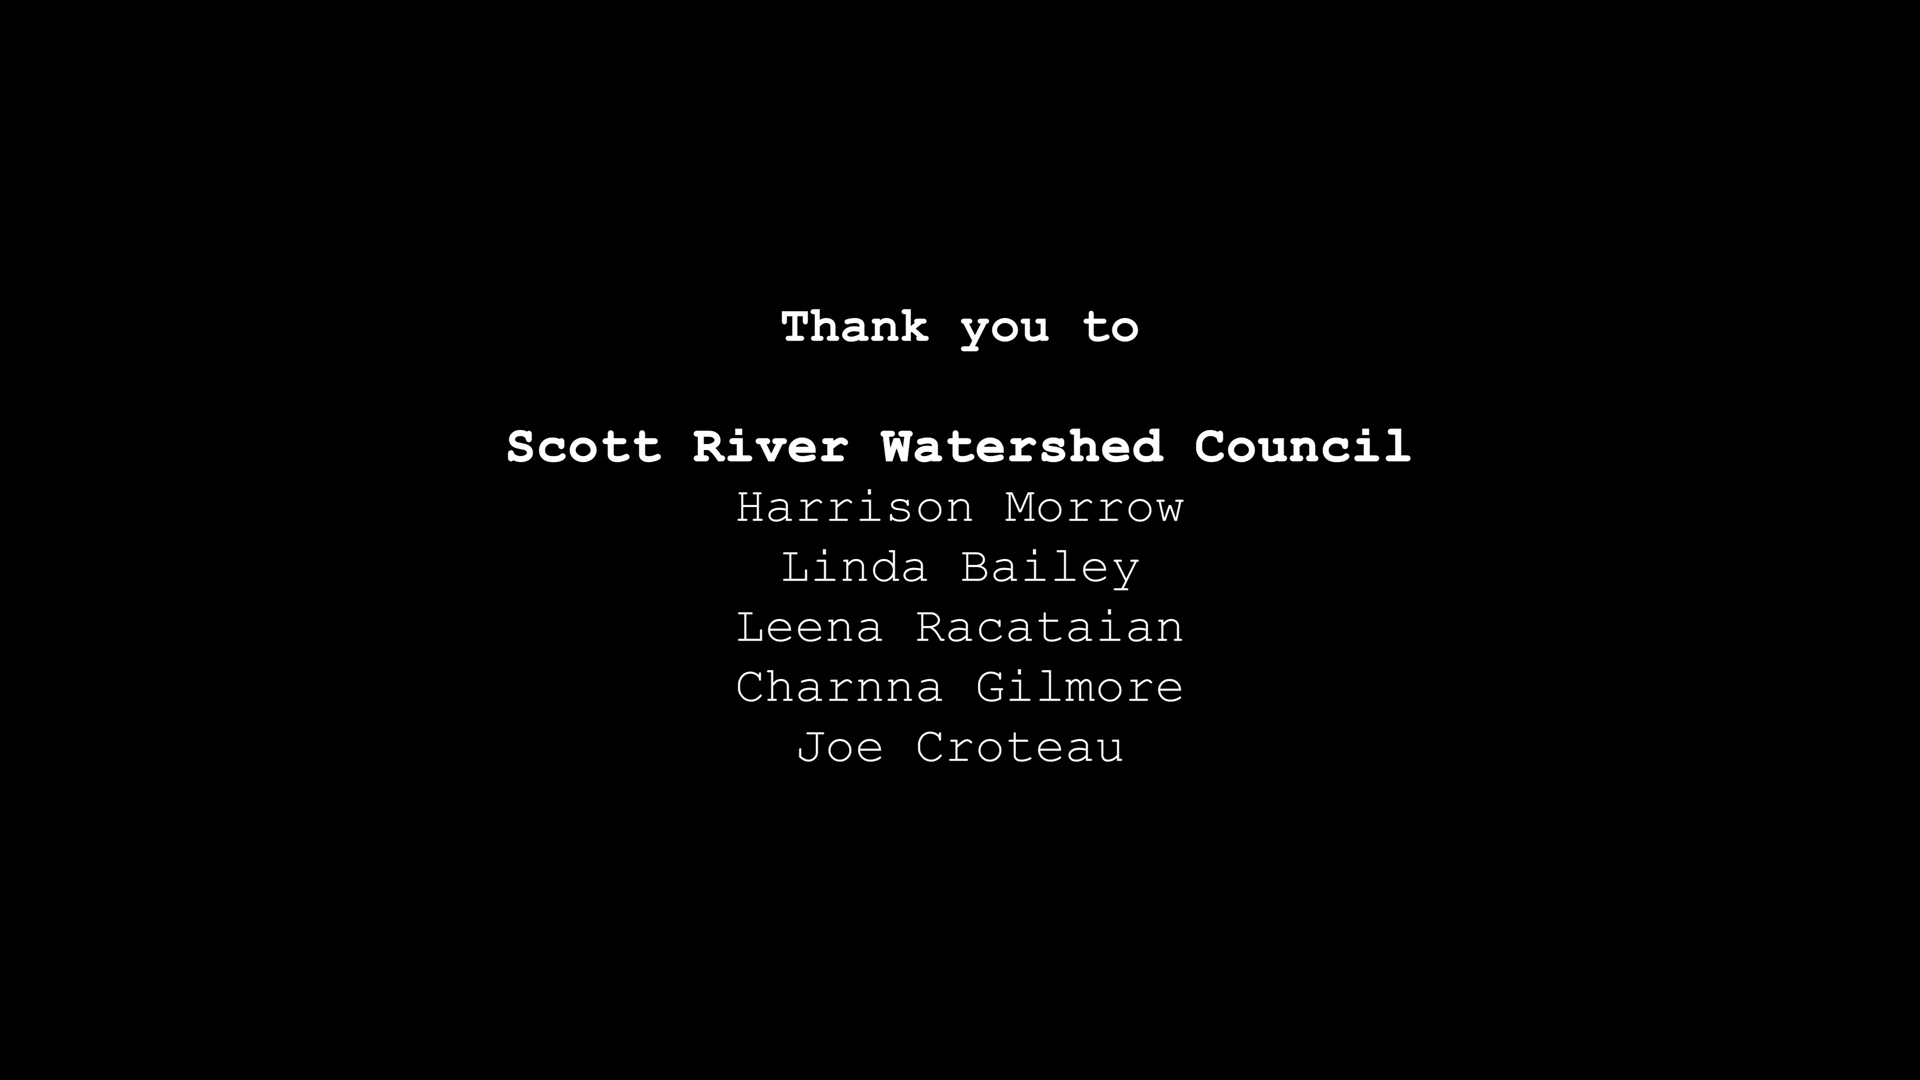 Thank you to
Scott River Watershed Council
Harrison Morrow
Linda Bailey
Leena Racataian
Charnna Gilmore
Joe Croteau